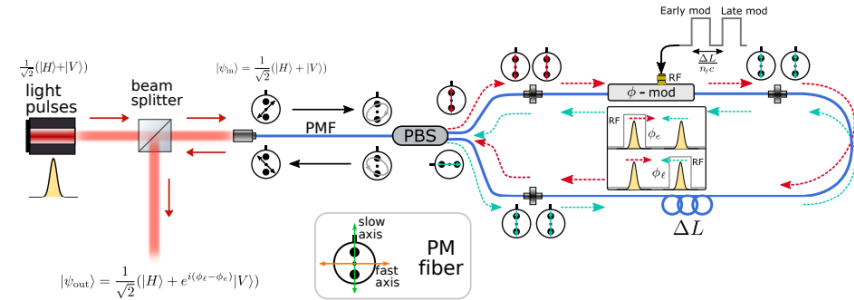 Early mod
Late mod
ΔL
n_s c
RF
1/√2(|H⟩+|V⟩)
light
pulses
beam
splitter
|ψ_in⟩ = 1/√2(|H⟩ + |V⟩)
PMF
PBS
ϕ-mod
RF
ϕ_e
ϕ_ℓ
RF
ΔL
slow
axis
fast
axis
PM
fiber
|ψ_out⟩ = 1/√2(|H⟩ + e^{i(ϕ_ℓ−ϕ_e)}|V⟩)